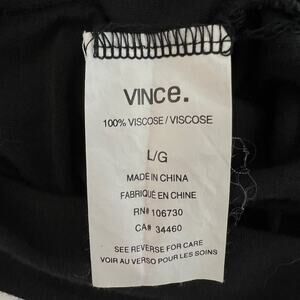 VINCE.
100% VISCOSE / VISCOSE
L/G
MADE IN CHINA
FABRIQUÉ EN CHINE
RN# 106730
CA# 34460
SEE REVERSE FOR CARE
VOIR AU VERSO POUR LES SOINS